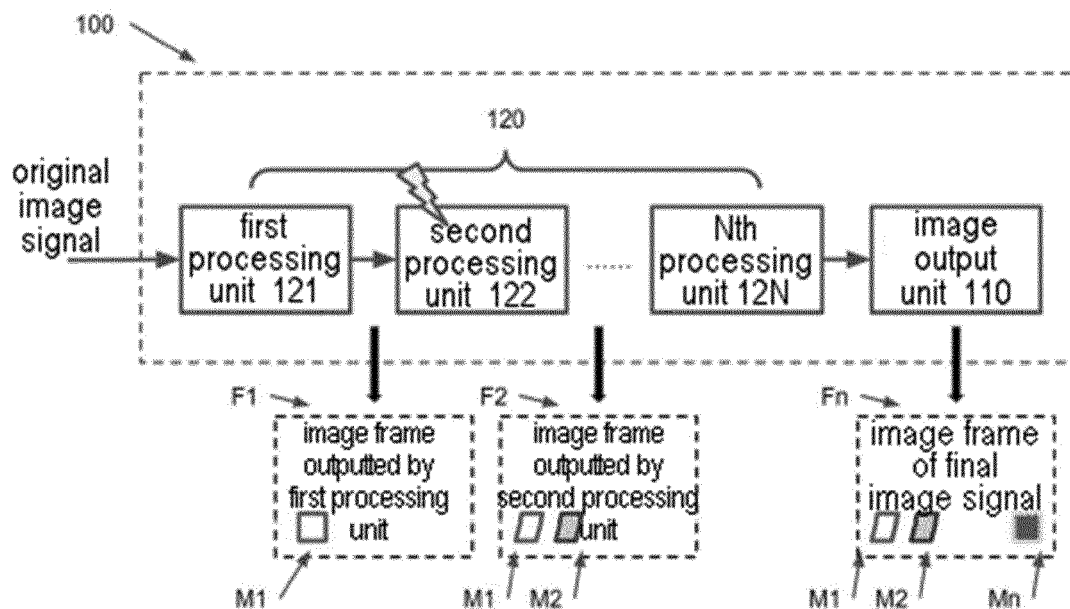 100
120
original
image
signal
first
processing
unit 121
second
processing
unit 122
......
Nth
processing
unit 12N
image
output
unit 110
F1
F2
Fn
image frame
outputted by
first processing
unit
image frame
outputted by
second processing
unit
image frame
of final
image signal
M1
M1
M2
M1
M2
Mn